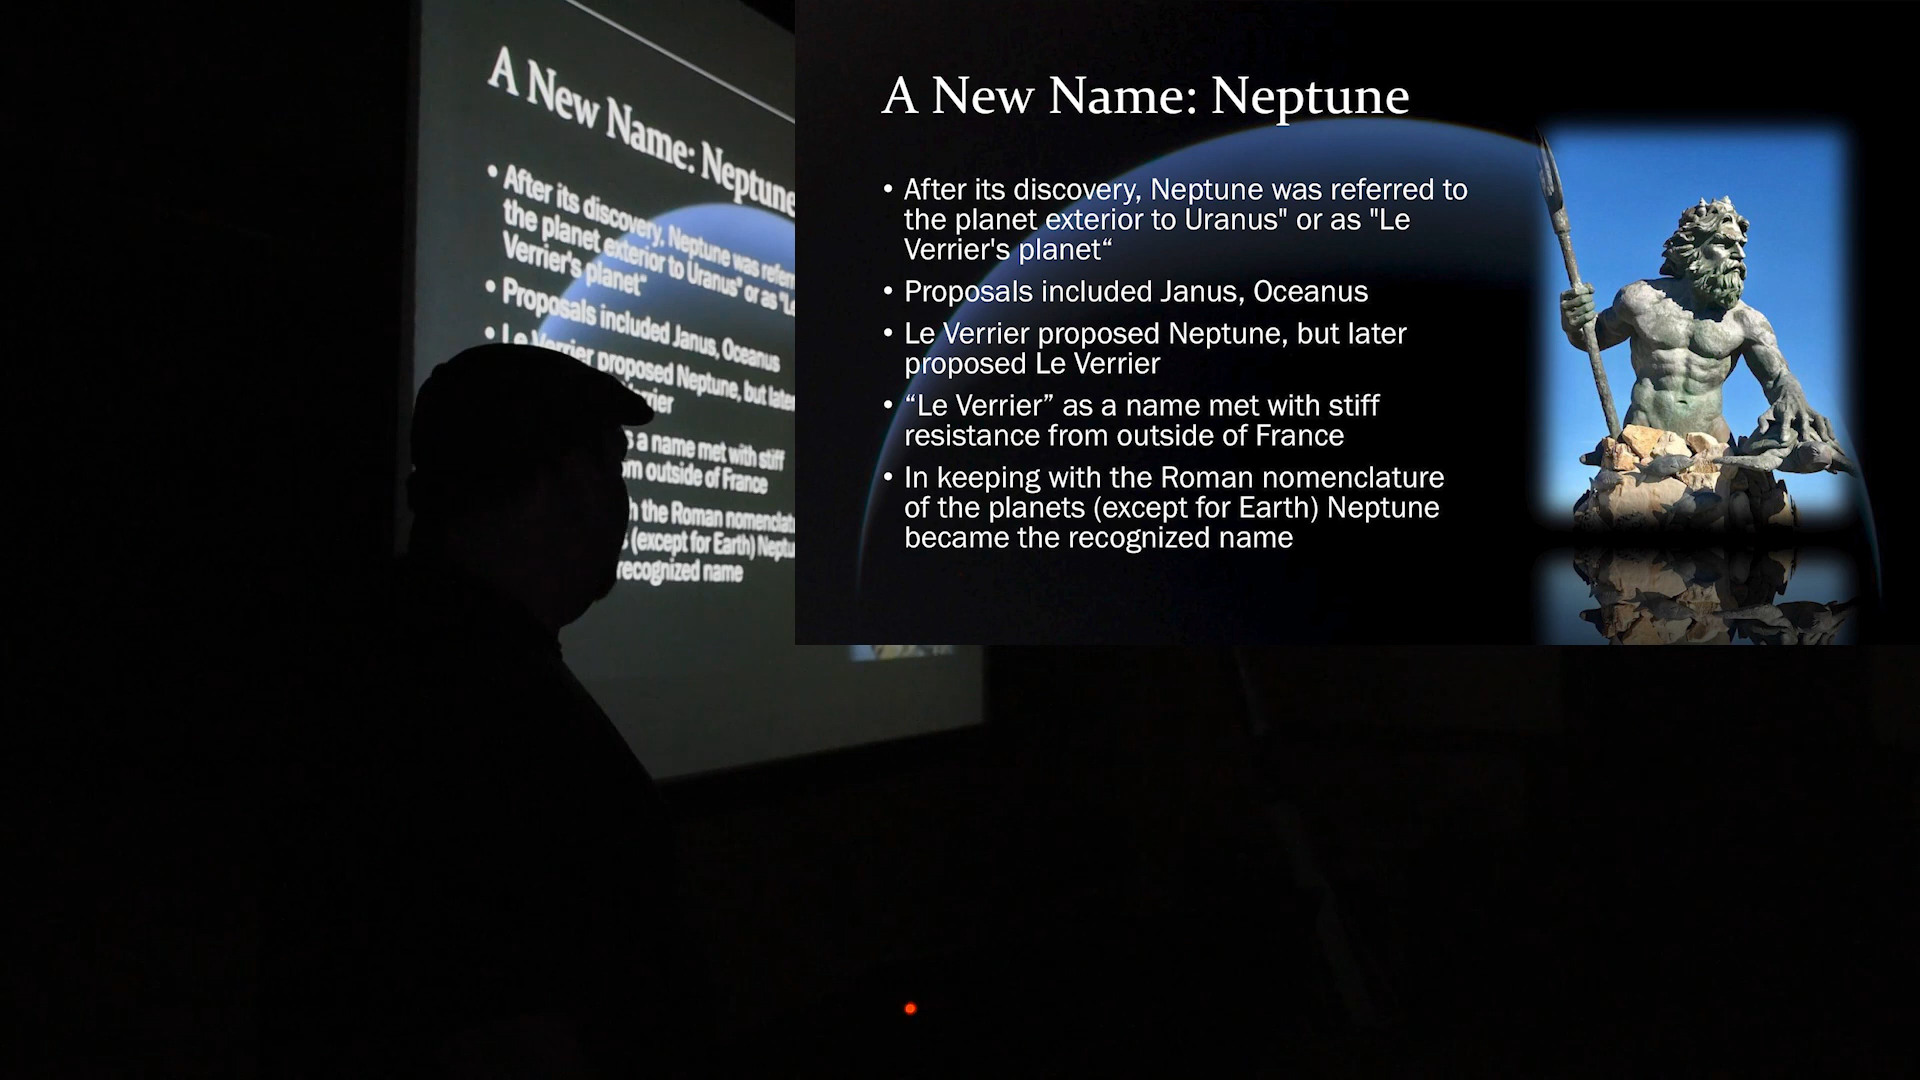 A New Name: Neptune
• After its discovery, Neptune was refer
the planet exterior to Uranus" or as "L
Verrier's planet“
• Proposals included Janus, Oceanus
• Le Verrier proposed Neptune, but late
rrier
s a name met with stiff
om outside of France
h the Roman nomenclat
(except for Earth) Neptu
recognized name
A New Name: Neptune
• After its discovery, Neptune was referred to
the planet exterior to Uranus" or as "Le
Verrier's planet“
• Proposals included Janus, Oceanus
• Le Verrier proposed Neptune, but later
proposed Le Verrier
• “Le Verrier” as a name met with stiff
resistance from outside of France
• In keeping with the Roman nomenclature
of the planets (except for Earth) Neptune
became the recognized name